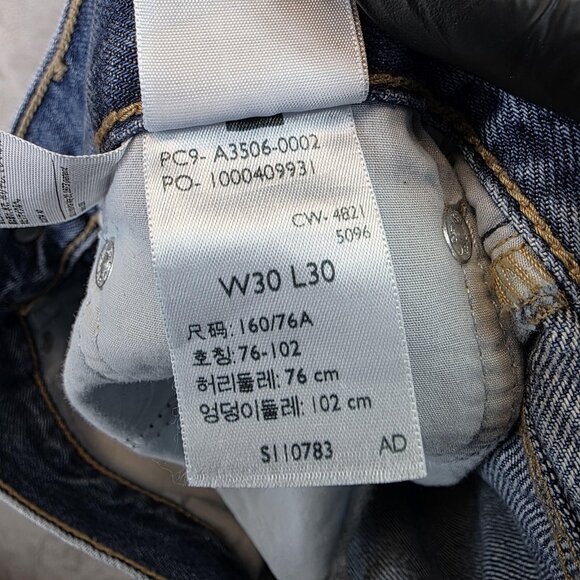 PC9- A3506-0002
PO- 1000409931
CW- 4821
5096
W30 L30
尺码: 160/76A
호칭: 76-102
허리둘레: 76 cm
엉덩이둘레: 102 cm
S110783 AD